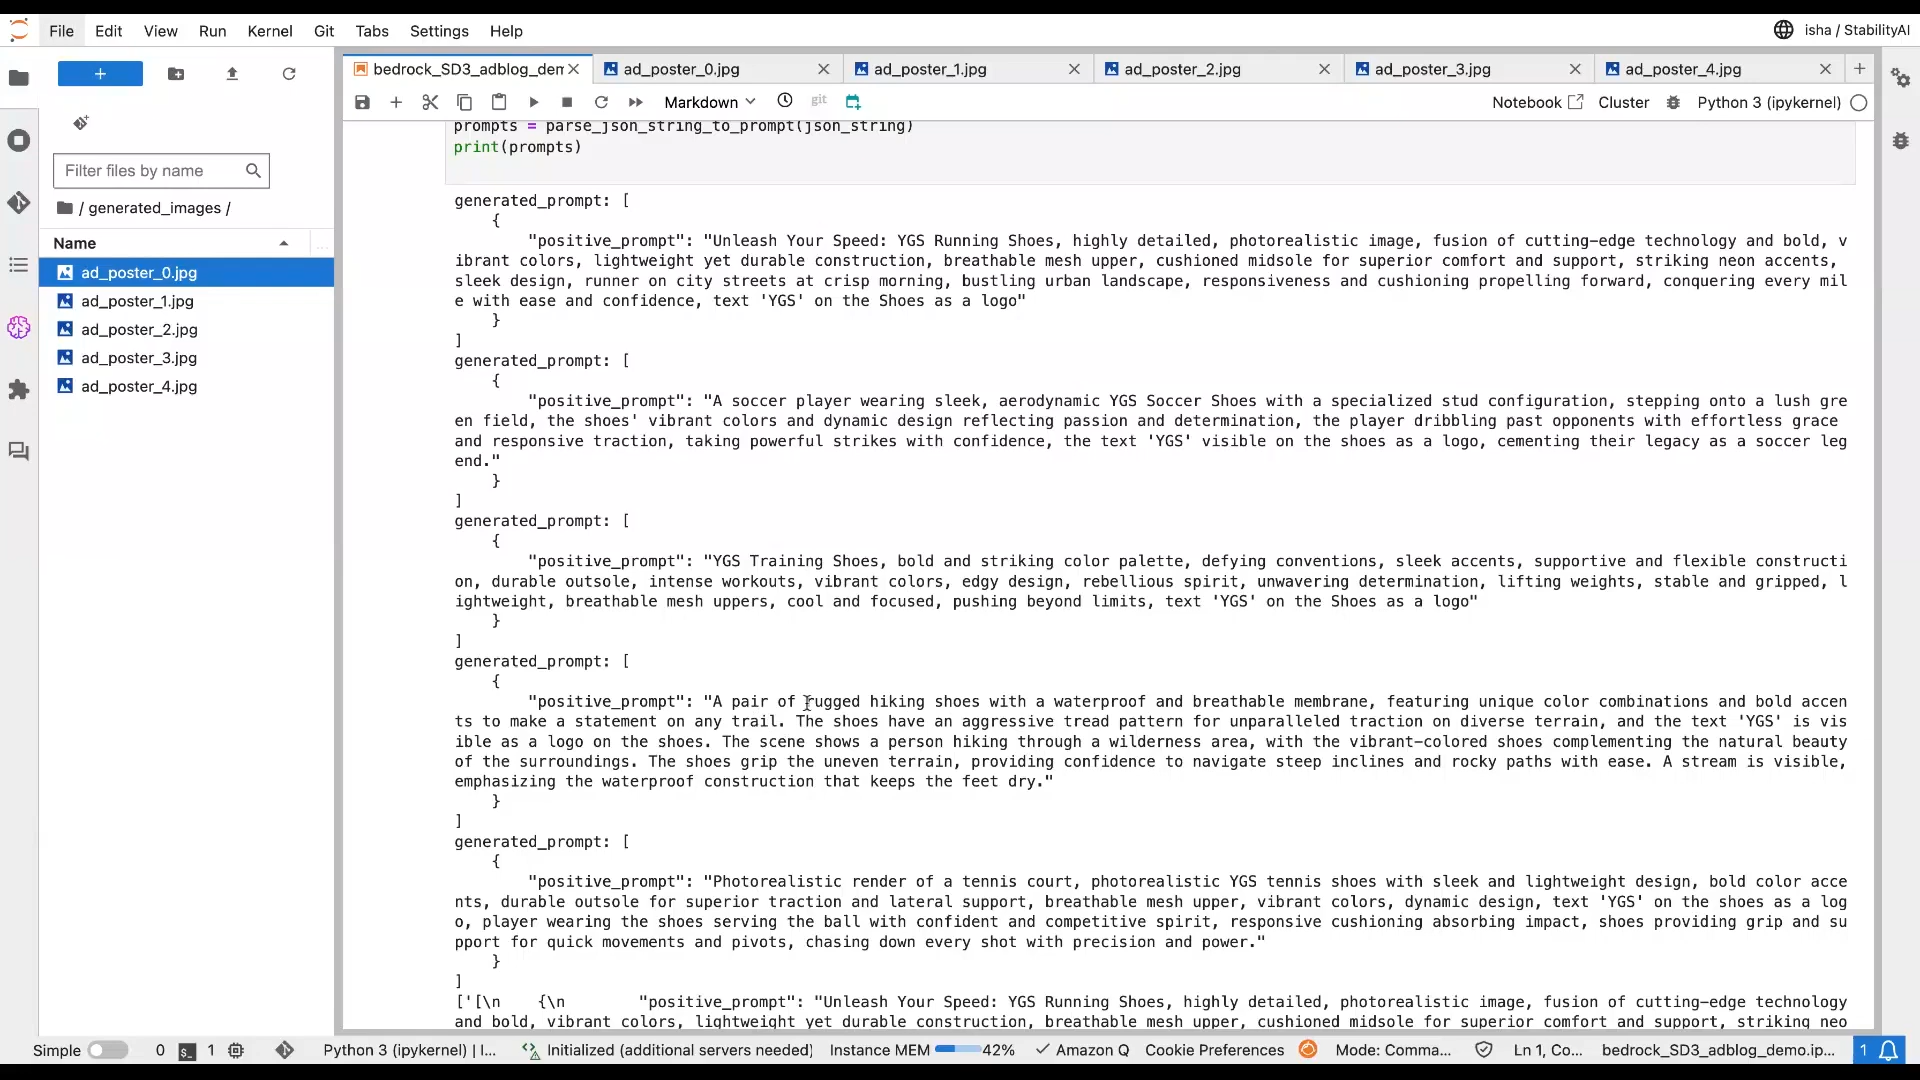 File Edit View Run Kernel Git Tabs Settings Help isha / StabilityAI
bedrock_SD3_adblog_den ad_poster_0.jpg ad_poster_1.jpg ad_poster_2.jpg ad_poster_3.jpg ad_poster_4.jpg
Markdown git Notebook Cluster Python 3 (ipykernel)
Filter files by name
/ generated_images /
Name
ad_poster_0.jpg
ad_poster_1.jpg
ad_poster_2.jpg
ad_poster_3.jpg
ad_poster_4.jpg
prompts = parse_json_string_to_prompt(json_string)
print(prompts)
generated_prompt: [
{
"positive_prompt": "Unleash Your Speed: YGS Running Shoes, highly detailed, photorealistic image, fusion of cutting-edge technology and bold, v
ibrant colors, lightweight yet durable construction, breathable mesh upper, cushioned midsole for superior comfort and support, striking neon accents,
sleek design, runner on city streets at crisp morning, bustling urban landscape, responsiveness and cushioning propelling forward, conquering every mil
e with ease and confidence, text 'YGS' on the Shoes as a logo"
}
]
generated_prompt: [
{
"positive_prompt": "A soccer player wearing sleek, aerodynamic YGS Soccer Shoes with a specialized stud configuration, stepping onto a lush gre
en field, the shoes' vibrant colors and dynamic design reflecting passion and determination, the player dribbling past opponents with effortless grace
and responsive traction, taking powerful strikes with confidence, the text 'YGS' visible on the shoes as a logo, cementing their legacy as a soccer leg
end."
}
]
generated_prompt: [
{
"positive_prompt": "YGS Training Shoes, bold and striking color palette, defying conventions, sleek accents, supportive and flexible constructi
on, durable outsole, intense workouts, vibrant colors, edgy design, rebellious spirit, unwavering determination, lifting weights, stable and gripped, l
ightweight, breathable mesh uppers, cool and focused, pushing beyond limits, text 'YGS' on the Shoes as a logo"
}
]
generated_prompt: [
{
"positive_prompt": "A pair of rugged hiking shoes with a waterproof and breathable membrane, featuring unique color combinations and bold accen
ts to make a statement on any trail. The shoes have an aggressive tread pattern for unparalleled traction on diverse terrain, and the text 'YGS' is vis
ible as a logo on the shoes. The scene shows a person hiking through a wilderness area, with the vibrant-colored shoes complementing the natural beauty
of the surroundings. The shoes grip the uneven terrain, providing confidence to navigate steep inclines and rocky paths with ease. A stream is visible,
emphasizing the waterproof construction that keeps the feet dry."
}
]
generated_prompt: [
{
"positive_prompt": "Photorealistic render of a tennis court, photorealistic YGS tennis shoes with sleek and lightweight design, bold color acce
nts, durable outsole for superior traction and lateral support, breathable mesh upper, vibrant colors, dynamic design, text 'YGS' on the shoes as a log
o, player wearing the shoes serving the ball with confident and competitive spirit, responsive cushioning absorbing impact, shoes providing grip and su
pport for quick movements and pivots, chasing down every shot with precision and power."
}
]
['[\n    {\n        "positive_prompt": "Unleash Your Speed: YGS Running Shoes, highly detailed, photorealistic image, fusion of cutting-edge technology
and bold, vibrant colors, lightweight yet durable construction, breathable mesh upper, cushioned midsole for superior comfort and support, striking neo
Simple 0 1 Python 3 (ipykernel) | I... Initialized (additional servers needed) Instance MEM 42% Amazon Q Cookie Preferences Mode: Comma... Ln 1, Co... bedrock_SD3_adblog_demo.ip... 1